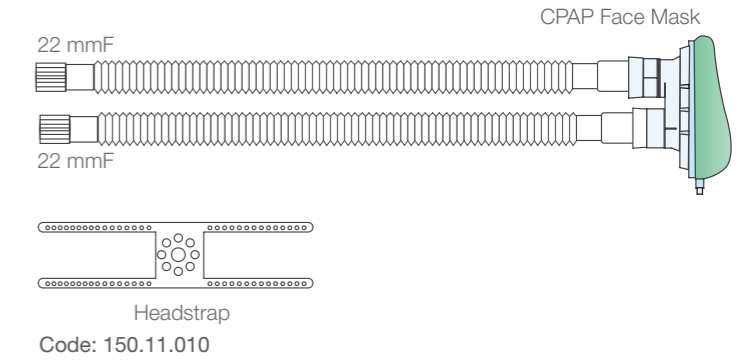 CPAP Face Mask
22 mmF
22 mmF
Headstrap
Code: 150.11.010